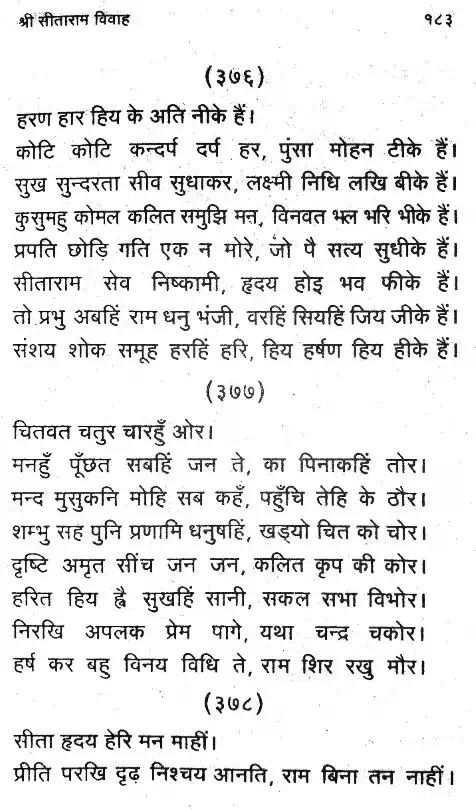 श्री सीताराम विवाह १८३
(३७६)
हरण हार हिय के अति नीके हैं।
कोटि कोटि कन्दर्प दर्प हर, पुंसा मोहन टीके हैं।
सुख सुन्दरता सीव सुधाकर, लक्ष्मी निधि लखि बीके हैं।
कुसुमहु कोमल कलित समुझि मन, विनवत भल भरि भीके हैं।
प्रपति छोड़ि गति एक न मोरे, जो पै सत्य सुधीके हैं।
सीताराम सेव निष्कामी, हृदय होइ भव फीके हैं।
तो प्रभु अबहिं राम धनु भंजी, वरहिं सियहिं जिय जीके हैं।
संशय शोक समूह हरहिं हरि, हिय हर्षण हिय हीके हैं।
(३७७)
चितवत चतुर चारहुँ ओर।
मनहुँ पूँछत सबहिं जन ते, का पिनाकहिं तोर।
मन्द मुसुकनि मोहि सब कहँ, पहुँचि तेहि के ठौर।
शम्भु सह पुनि प्रणामि धनुषहिं, खड्यो चित को चोर।
दृष्टि अमृत सींच जन जन, कलित कृप की कोर।
हरित हिय ह्वै सुखहिं सानी, सकल सभा विभोर।
निरखि अपलक प्रेम पागे, यथा चन्द्र चकोर।
हर्ष कर बहु विनय विधि ते, राम शिर रखु मौर।
(३७८)
सीता हृदय हेरि मन माहीं।
प्रीति परखि दृढ़ निश्चय आनति, राम बिना तन नाहीं।